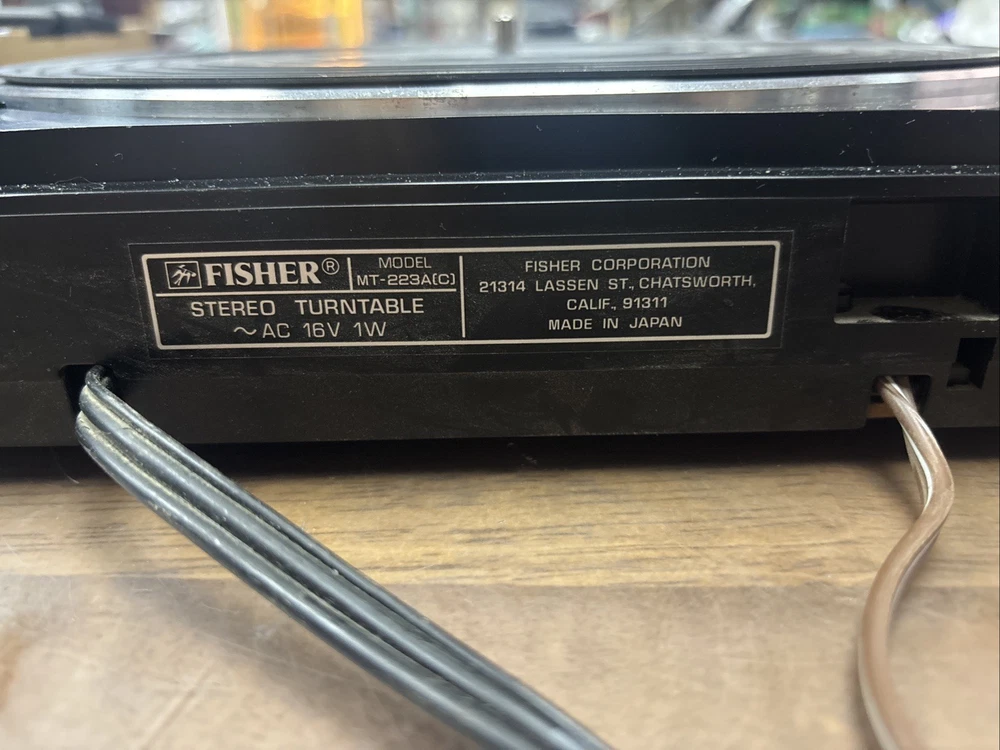 FISHER®
MODEL
MT-223A(C)
STEREO TURNTABLE
~AC 16V 1W
FISHER CORPORATION
21314 LASSEN ST., CHATSWORTH,
CALIF., 91311
MADE IN JAPAN